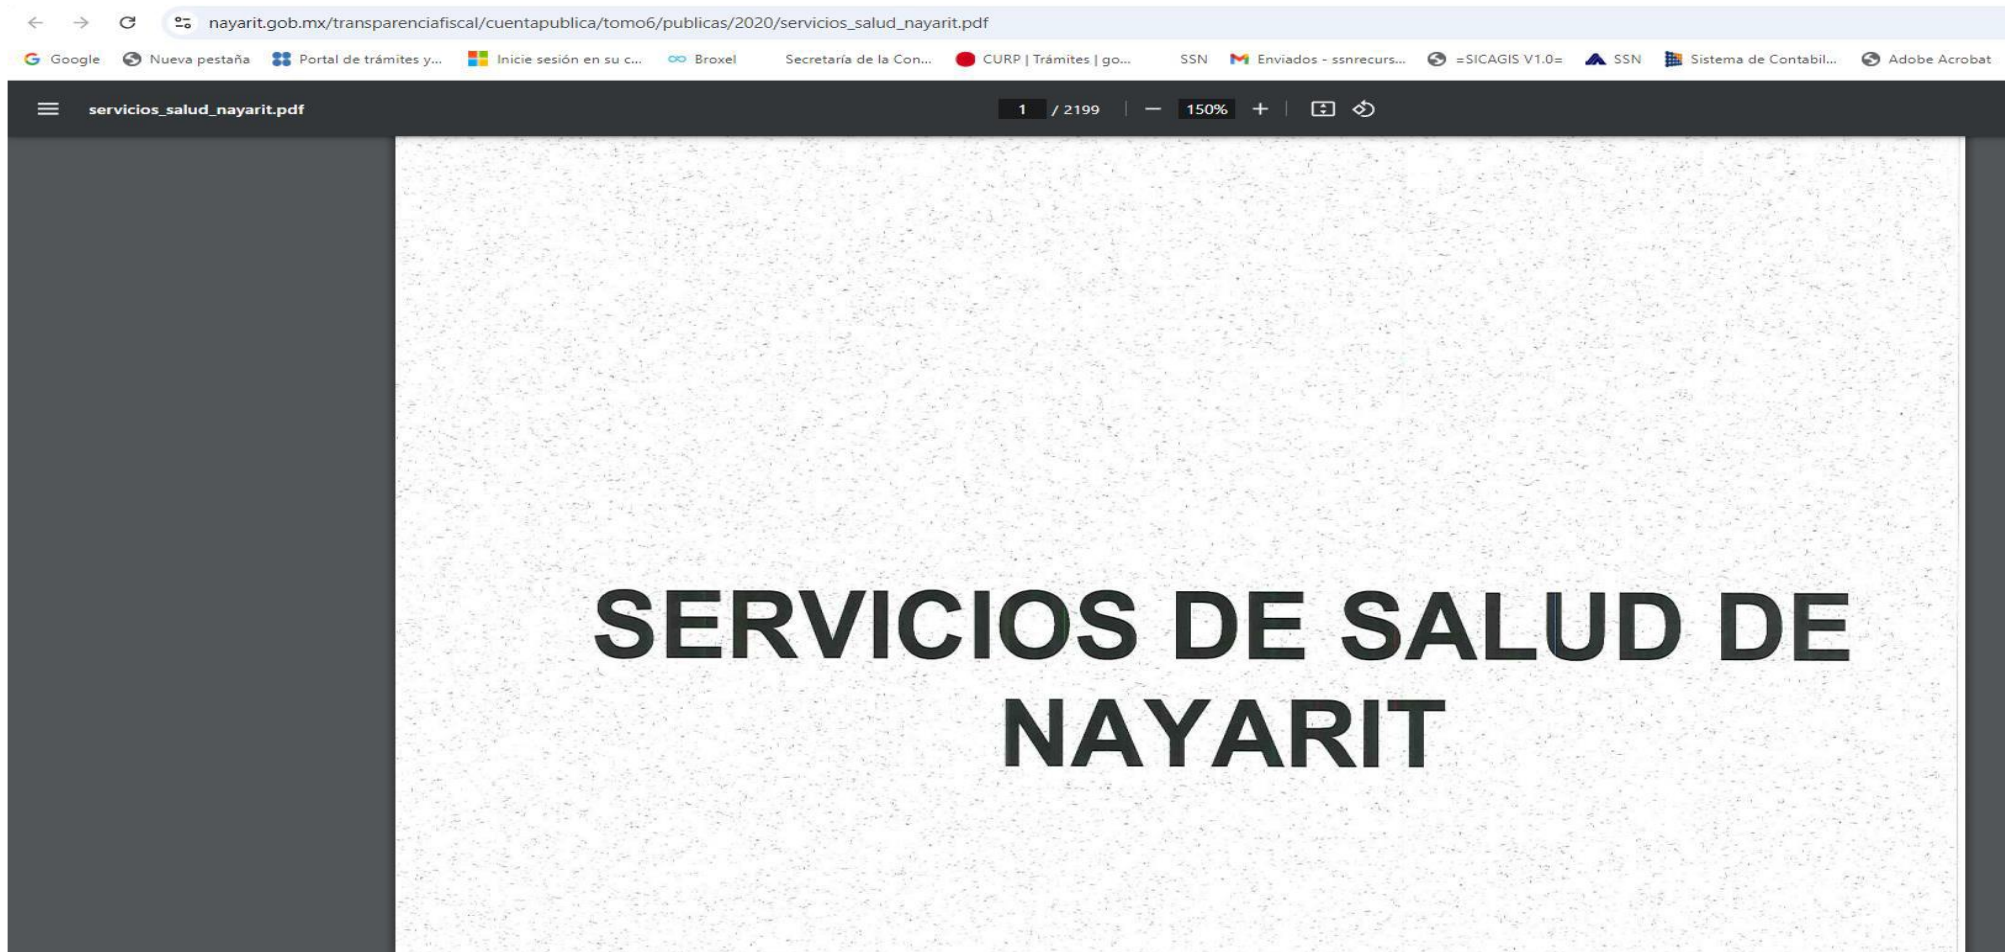 nayarit.gob.mx/transparenciafiscal/cuentapublica/tomo6/publicas/2020/servicios_salud_nayarit.pdf
Google Nueva pestaña Portal de trámites y... Inicie sesión en su c... Broxel Secretaría de la Con... CURP | Trámites | go... SSN Enviados - ssnrecurs... =SICAGIS V1.0= SSN Sistema de Contabil... Adobe Acrobat
servicios_salud_nayarit.pdf 1 / 2199 150%
SERVICIOS DE SALUD DE
NAYARIT